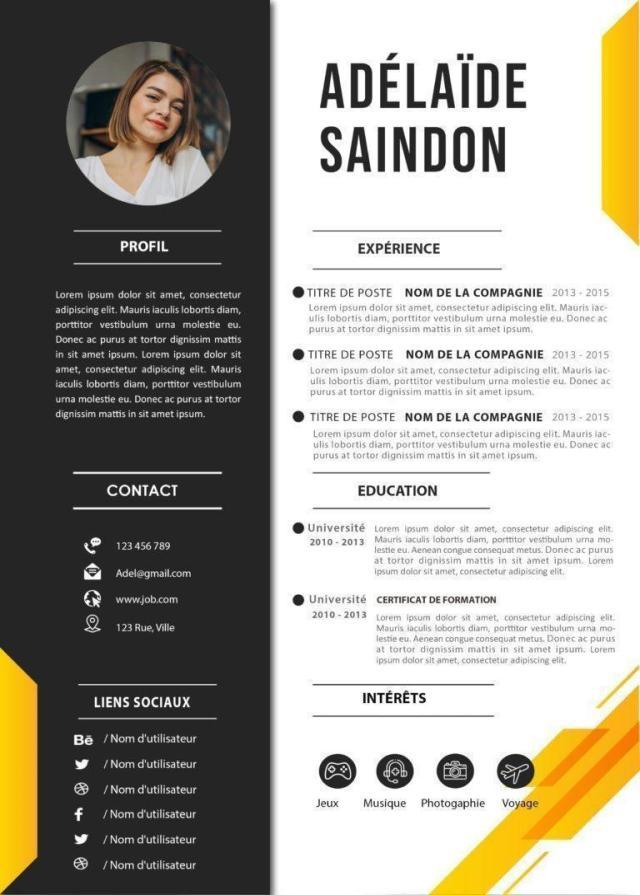 ADÉLAÏDE
SAINDON
PROFIL
Lorem ipsum dolor sit amet, consectetur
adipiscing elit. Mauris iaculis lobortis diam,
porttitor vestibulum urna molestie eu.
Donec ac purus at tortor dignissim mattis
in sit amet ipsum. Lorem ipsum dolor sit
amet, consectetur adipiscing elit. Mauris
iaculis lobortis diam, porttitor vestibulum
urna molestie eu. Donec ac purus at tortor
dignissim mattis in sit amet purus.
CONTACT
123 456 789
Adel@gmail.com
www.job.com
123 Rue, Ville
LIENS SOCIAUX
Bē / Nom d'utilisateur
/ Nom d'utilisateur
/ Nom d'utilisateur
f / Nom d'utilisateur
/ Nom d'utilisateur
/ Nom d'utilisateur
EXPÉRIENCE
TITRE DE POSTE NOM DE LA COMPAGNIE 2013 - 2015
Lorem ipsum dolor sit amet, consectetur adipiscing elit. Mauris iac-
ulis lobortis diam, porttitor vestibulum urna molestie eu. Donec ac
purus at tortor dignissim mattis in sit amet ipsum.
TITRE DE POSTE NOM DE LA COMPAGNIE 2013 - 2015
Lorem ipsum dolor sit amet, consectetur adipiscing elit. Mauris iac-
ulis lobortis diam, porttitor vestibulum urna molestie eu. Donec ac
purus at tortor dignissim mattis in sit amet ipsum.
TITRE DE POSTE NOM DE LA COMPAGNIE 2013 - 2015
Lorem ipsum dolor sit amet, consectetur adipiscing elit. Mauris iac-
ulis lobortis diam, porttitor vestibulum urna molestie eu. Donec ac
purus at tortor dignissim mattis in sit amet ipsum.
EDUCATION
Université
2010 - 2013
Lorem ipsum dolor sit amet, consectetur adipiscing elit.
Mauris iaculis lobortis diam, porttitor vestibulum urna mo-
lestie eu. Aenean congue consequat metus. Donec ac purus
at tortor dignissim mattis in sit amet ipsum. Lorem
ipsum dolor sit amet, consectetur adipiscing elit.
Université CERTIFICAT DE FORMATION
2010 - 2013
Lorem ipsum dolor sit amet, consectetur adipiscing elit.
Mauris iaculis lobortis diam, porttitor vestibulum urna mo-
lestie eu. Aenean congue consequat metus. Donec ac purus
at tortor dignissim mattis in sit amet ipsum. Lorem
ipsum dolor sit amet, consectetur adipiscing elit.
INTÉRÊTS
Jeux Musique Photogaphie Voyage